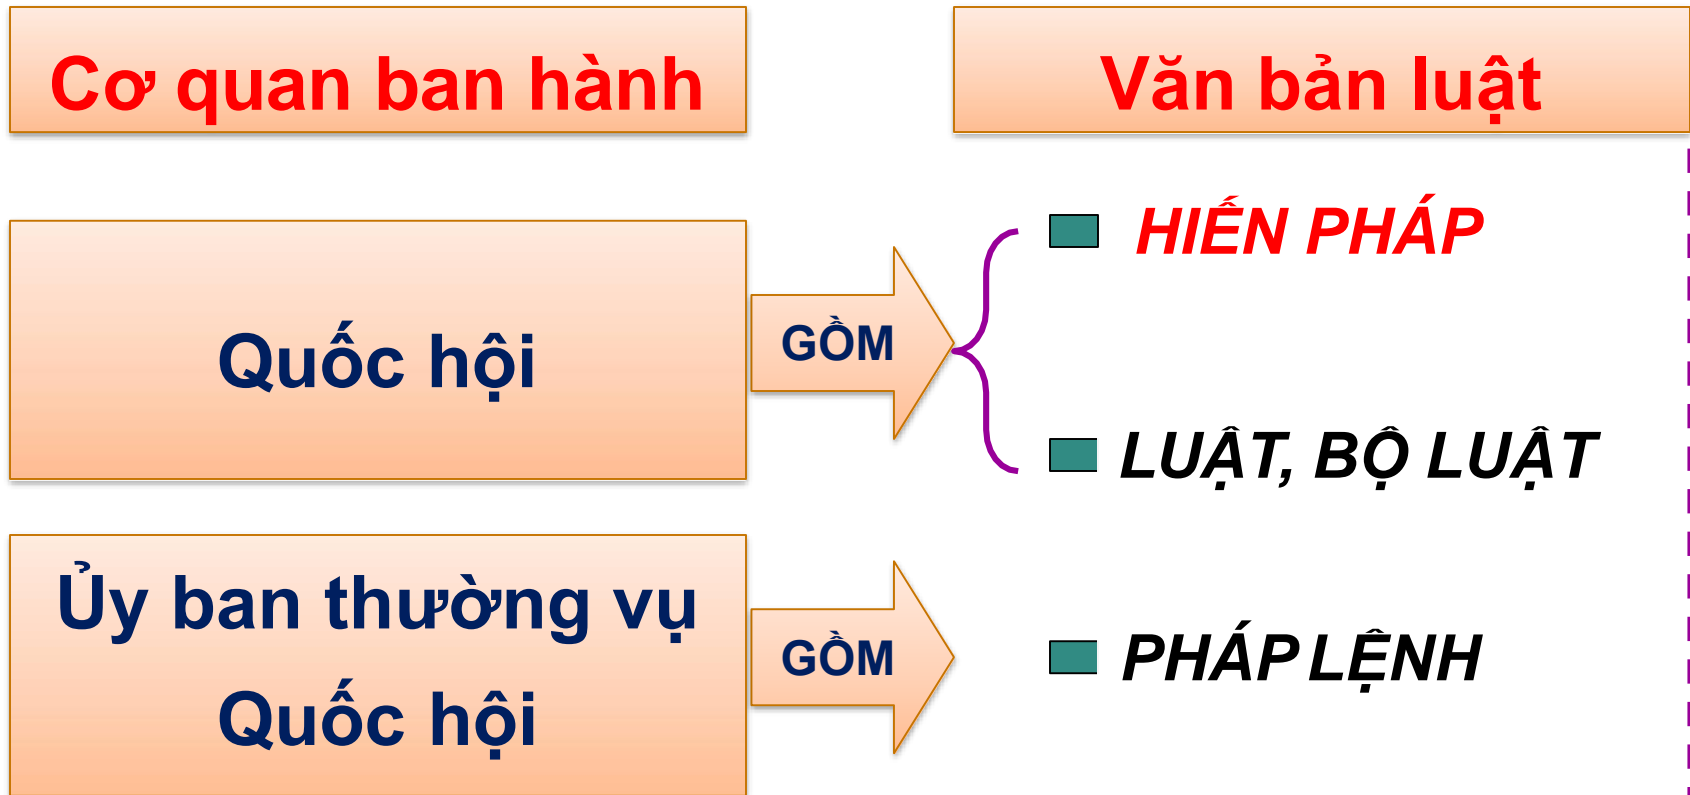 Cơ quan ban hành
Văn bản luật
Quốc hội
GỒM
HIẾN PHÁP
LUẬT, BỘ LUẬT
Ủy ban thường vụ
Quốc hội
GỒM
PHÁP LỆNH